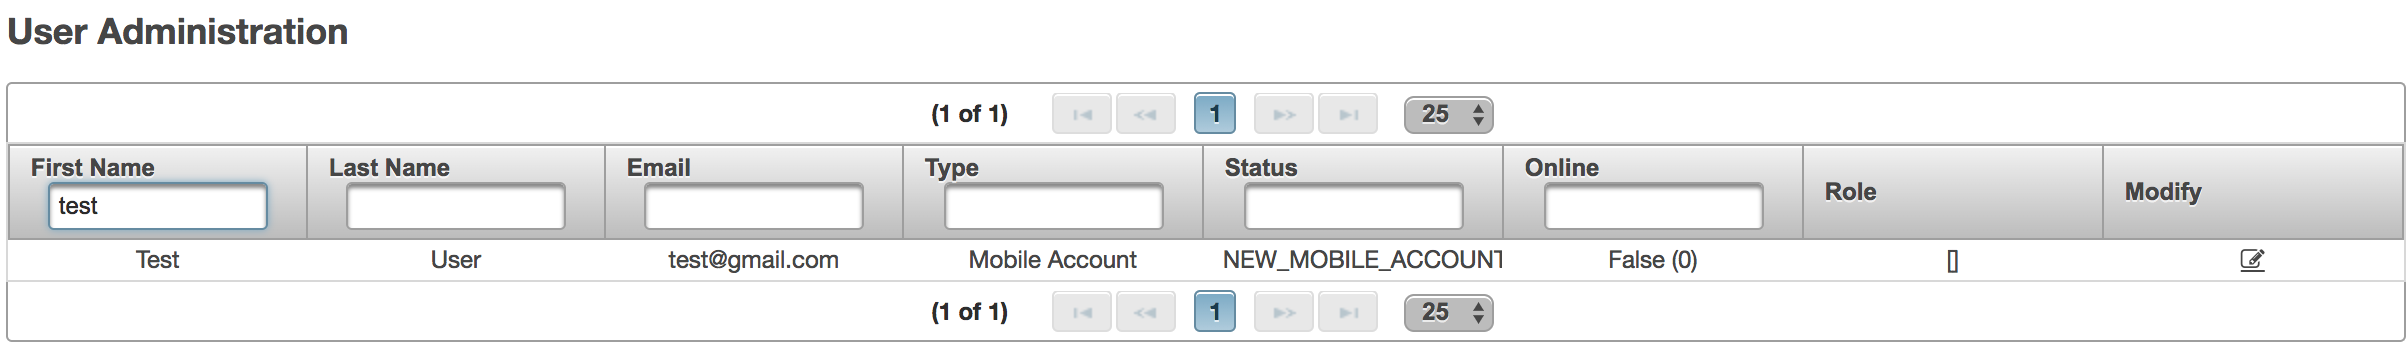 User Administration
(1 of 1) 1 25
First Name Last Name Email Type Status Online Role Modify
test
Test User test@gmail.com Mobile Account NEW_MOBILE_ACCOUNT False (0) []
(1 of 1) 1 25